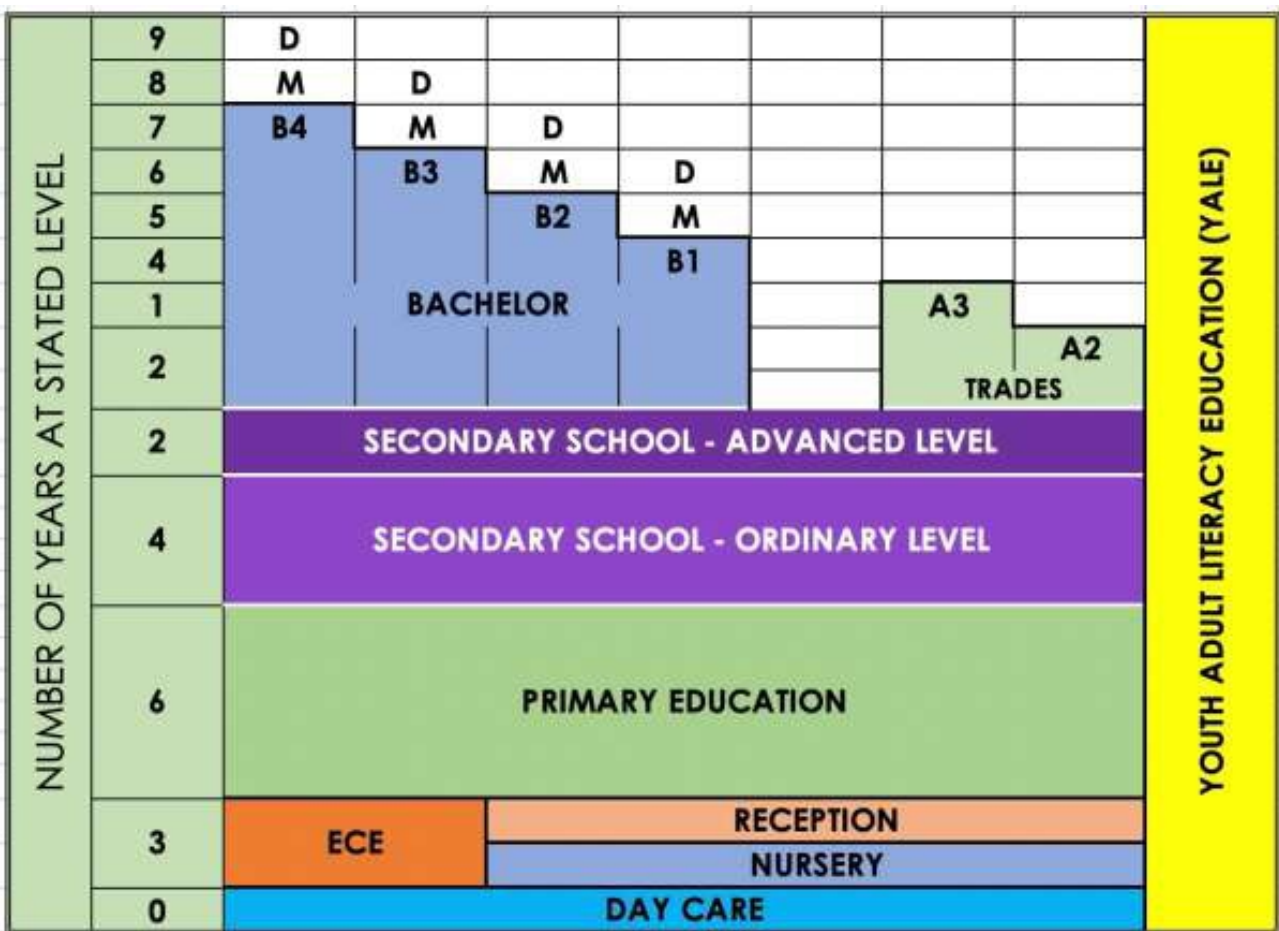 NUMBER OF YEARS AT STATED LEVEL
9 D
8 M D
7 B4 M D
6 B3 M D
5 B2 M
4 B1
1 BACHELOR A3
2 A2
TRADES
2 SECONDARY SCHOOL - ADVANCED LEVEL
4 SECONDARY SCHOOL - ORDINARY LEVEL
6 PRIMARY EDUCATION
3 ECE RECEPTION
NURSERY
0 DAY CARE
YOUTH ADULT LITERACY EDUCATION (YALE)